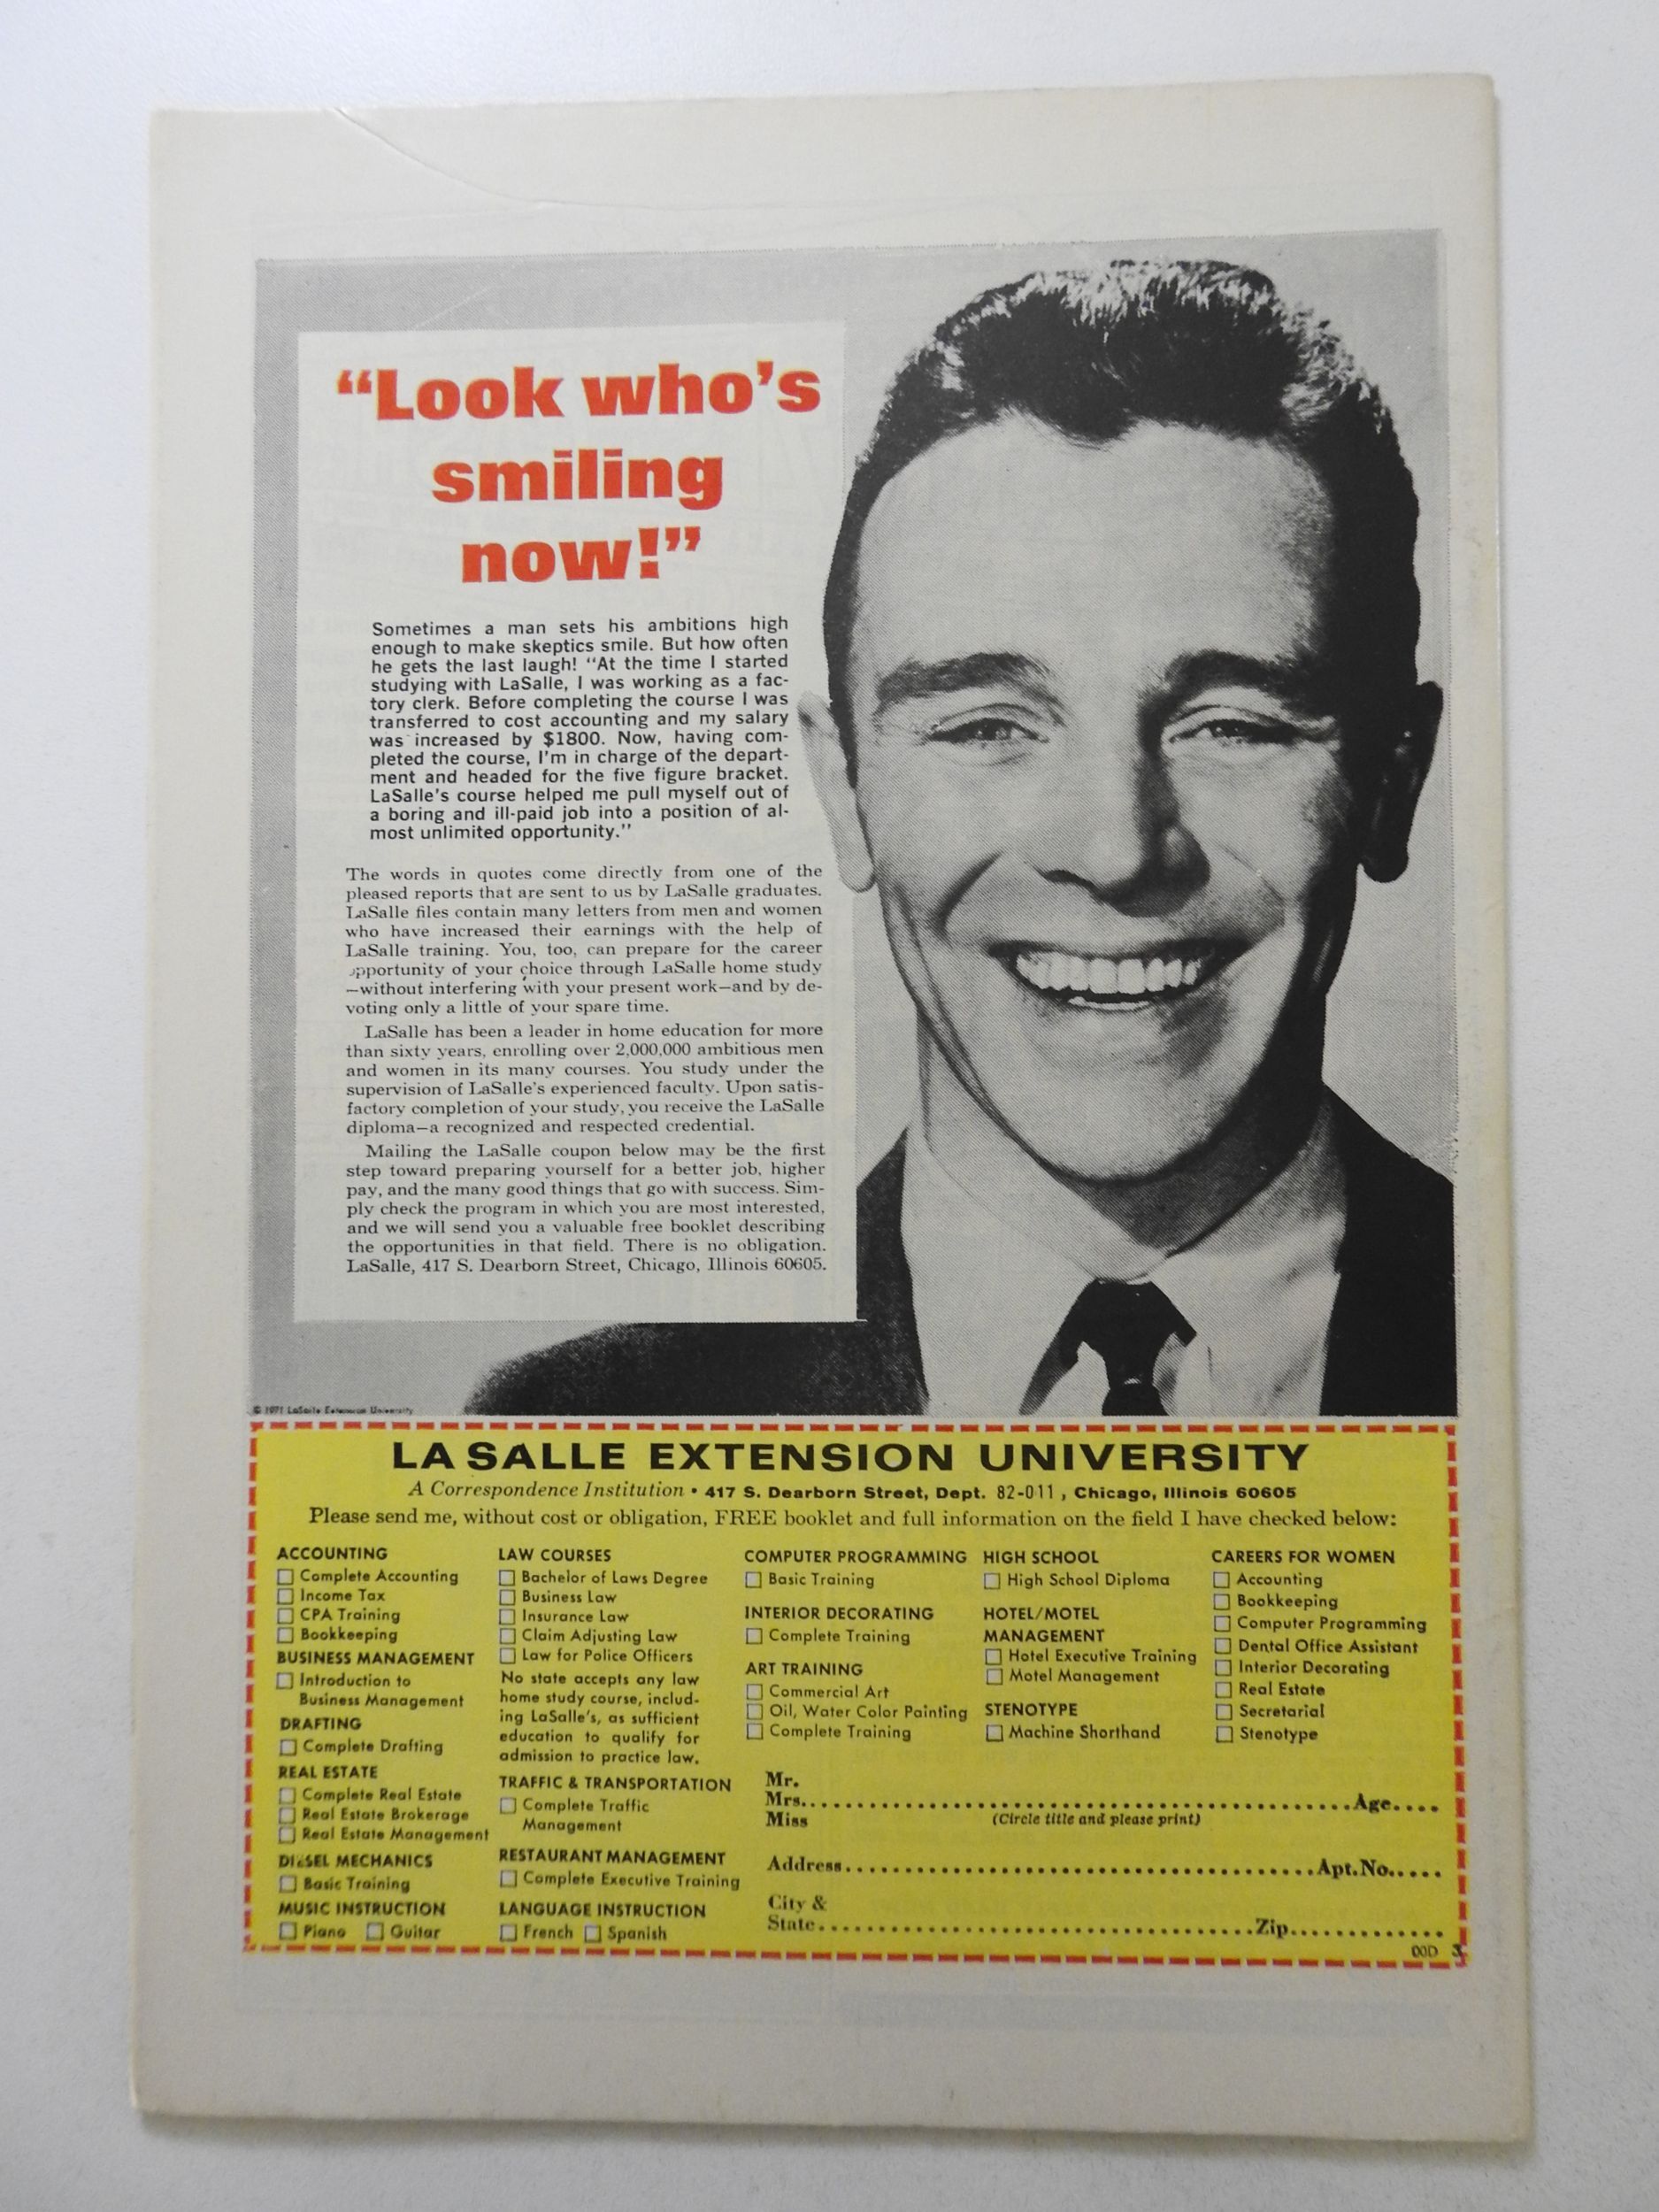 “Look who’s
smiling
now!”
Sometimes a man sets his ambitions high
enough to make skeptics smile. But how often
he gets the last laugh! “At the time I started
studying with LaSalle, I was working as a fac-
tory clerk. Before completing the course I was
transferred to cost accounting and my salary
was increased by $1800. Now, having com-
pleted the course, I’m in charge of the depart-
ment and headed for the five figure bracket.
LaSalle’s course helped me pull myself out of
a boring and ill-paid job into a position of al-
most unlimited opportunity.”
The words in quotes come directly from one of the
pleased reports that are sent to us by LaSalle graduates.
LaSalle files contain many letters from men and women
who have increased their earnings with the help of
LaSalle training. You, too, can prepare for the career
opportunity of your choice through LaSalle home study
—without interfering with your present work—and by de-
voting only a little of your spare time.
LaSalle has been a leader in home education for more
than sixty years, enrolling over 2,000,000 ambitious men
and women in its many courses. You study under the
supervision of LaSalle’s experienced faculty. Upon satis-
factory completion of your study, you receive the LaSalle
diploma—a recognized and respected credential.
Mailing the LaSalle coupon below may be the first
step toward preparing yourself for a better job, higher
pay, and the many good things that go with success. Sim-
ply check the program in which you are most interested,
and we will send you a valuable free booklet describing
the opportunities in that field. There is no obligation.
LaSalle, 417 S. Dearborn Street, Chicago, Illinois 60605.
© 1971 LaSalle Extension University
LA SALLE EXTENSION UNIVERSITY
A Correspondence Institution • 417 S. Dearborn Street, Dept. 82-011, Chicago, Illinois 60605
Please send me, without cost or obligation, FREE booklet and full information on the field I have checked below:
ACCOUNTING
Complete Accounting
Income Tax
CPA Training
Bookkeeping
BUSINESS MANAGEMENT
Introduction to
Business Management
DRAFTING
Complete Drafting
REAL ESTATE
Complete Real Estate
Real Estate Brokerage
Real Estate Management
DIESEL MECHANICS
Basic Training
MUSIC INSTRUCTION
Piano Guitar
LAW COURSES
Bachelor of Laws Degree
Business Law
Insurance Law
Claim Adjusting Law
Law for Police Officers
No state accepts any law
home study course, includ-
ing LaSalle’s, as sufficient
education to qualify for
admission to practice law.
TRAFFIC & TRANSPORTATION
Complete Traffic
Management
RESTAURANT MANAGEMENT
Complete Executive Training
LANGUAGE INSTRUCTION
French Spanish
COMPUTER PROGRAMMING
Basic Training
INTERIOR DECORATING
Complete Training
ART TRAINING
Commercial Art
Oil, Water Color Painting
Complete Training
HIGH SCHOOL
High School Diploma
HOTEL/MOTEL
MANAGEMENT
Hotel Executive Training
Motel Management
STENOTYPE
Machine Shorthand
CAREERS FOR WOMEN
Accounting
Bookkeeping
Computer Programming
Dental Office Assistant
Interior Decorating
Real Estate
Secretarial
Stenotype
Mr.
Mrs. Age
Miss (Circle title and please print)
Address Apt. No.
City &
State Zip
00D 3